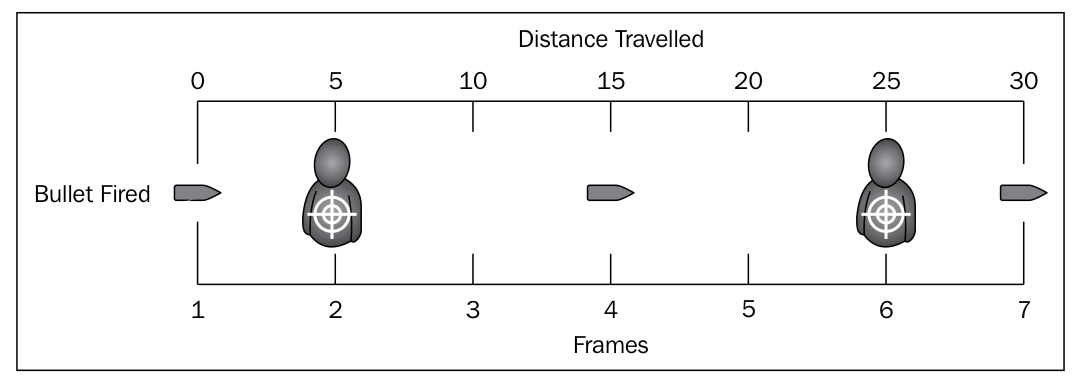 Distance Travelled
0 5 10 15 20 25 30
Bullet Fired
1 2 3 4 5 6 7
Frames